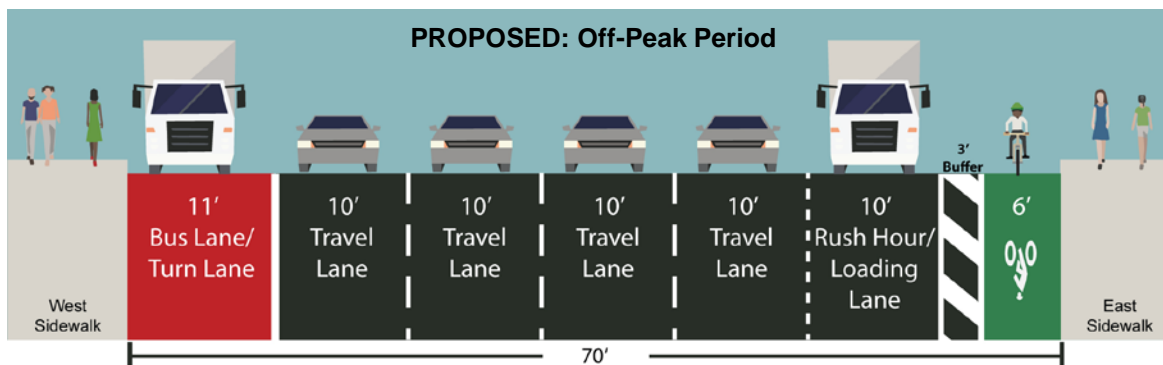 PROPOSED: Off-Peak Period
3'
Buffer
11'
Bus Lane/
Turn Lane
10'
Travel
Lane
10'
Travel
Lane
10'
Travel
Lane
10'
Travel
Lane
10'
Rush Hour/
Loading
Lane
6'
West
Sidewalk
East
Sidewalk
70'